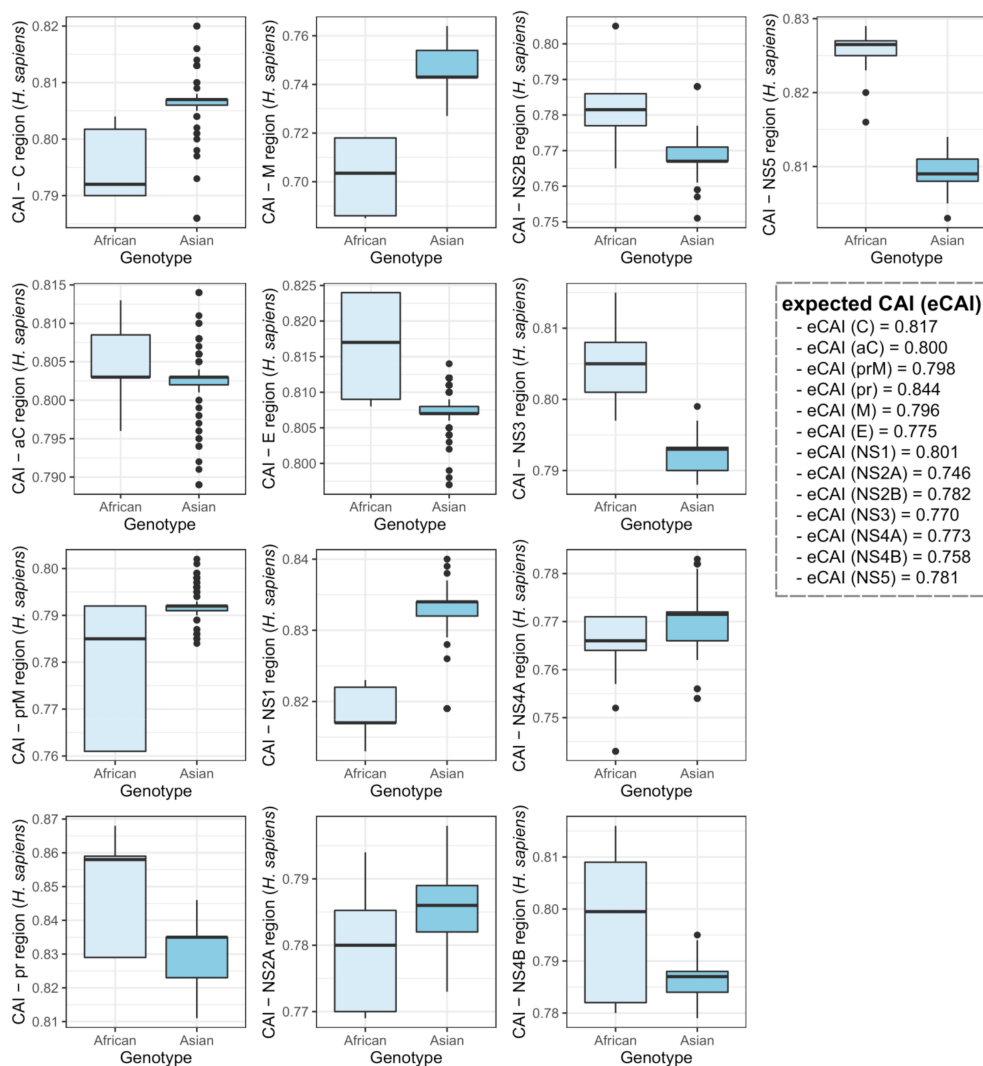 CAI − C region (H. sapiens)
0.82
0.81
0.80
0.79
African
Asian
Genotype
CAI − M region (H. sapiens)
0.76
0.74
0.72
0.70
African
Asian
Genotype
CAI − NS2B region (H. sapiens)
0.80
0.79
0.78
0.77
0.76
0.75
African
Asian
Genotype
CAI − NS5 region (H. sapiens)
0.83
0.82
0.81
African
Asian
Genotype
CAI − aC region (H. sapiens)
0.815
0.810
0.805
0.800
0.795
0.790
African
Asian
Genotype
CAI − E region (H. sapiens)
0.825
0.820
0.815
0.810
0.805
0.800
African
Asian
Genotype
CAI − NS3 region (H. sapiens)
0.81
0.80
0.79
African
Asian
Genotype
expected CAI (eCAI)
- eCAI (C) = 0.817
- eCAI (aC) = 0.800
- eCAI (prM) = 0.798
- eCAI (pr) = 0.844
- eCAI (M) = 0.796
- eCAI (E) = 0.775
- eCAI (NS1) = 0.801
- eCAI (NS2A) = 0.746
- eCAI (NS2B) = 0.782
- eCAI (NS3) = 0.770
- eCAI (NS4A) = 0.773
- eCAI (NS4B) = 0.758
- eCAI (NS5) = 0.781
CAI − prM region (H. sapiens)
0.80
0.79
0.78
0.77
0.76
African
Asian
Genotype
CAI − NS1 region (H. sapiens)
0.84
0.83
0.82
African
Asian
Genotype
CAI − NS4A region (H. sapiens)
0.78
0.77
0.76
0.75
African
Asian
Genotype
CAI − pr region (H. sapiens)
0.87
0.86
0.85
0.84
0.83
0.82
0.81
African
Asian
Genotype
CAI − NS2A region (H. sapiens)
0.79
0.78
0.77
African
Asian
Genotype
CAI − NS4B region (H. sapiens)
0.81
0.80
0.79
0.78
African
Asian
Genotype